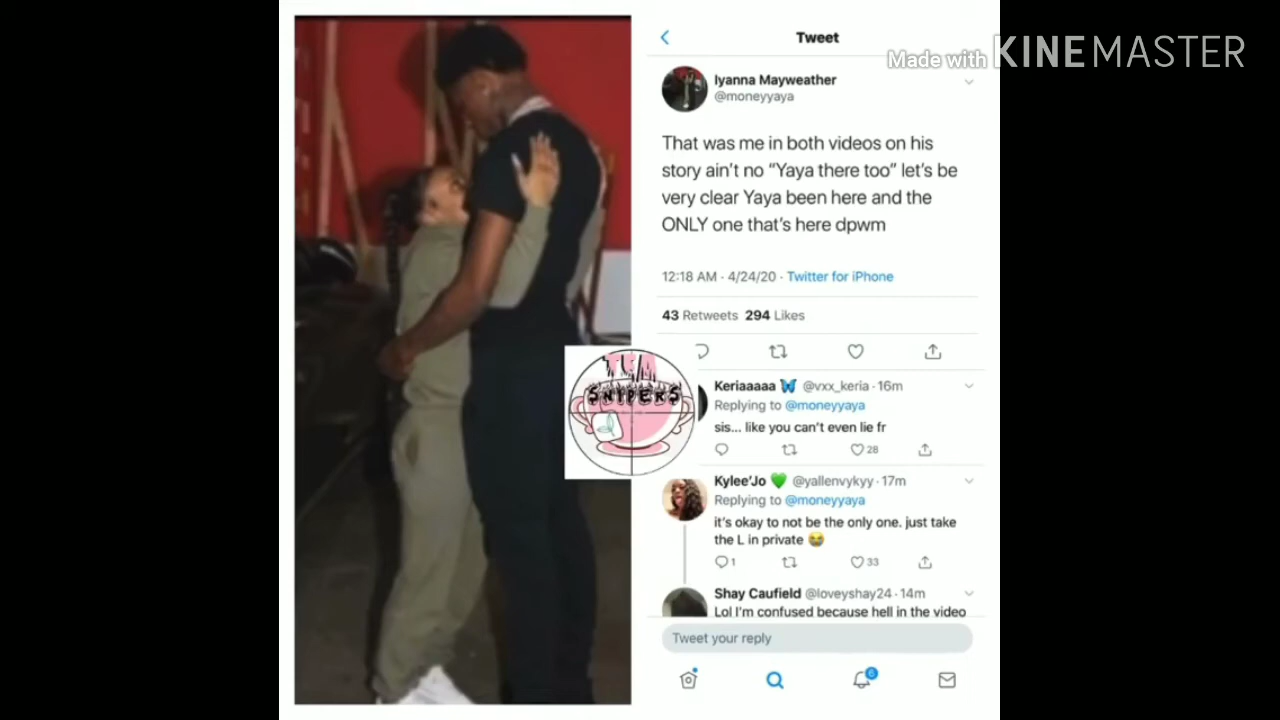 Tweet
Made with KINEMASTER
Iyanna Mayweather
@moneyyaya
That was me in both videos on his
story ain't no "Yaya there too" let's be
very clear Yaya been here and the
ONLY one that's here dpwm
12:18 AM · 4/24/20 · Twitter for iPhone
43 Retweets 294 Likes
TEA
SNIPERS
Keriaaaaa 🦋 @vxx_keria · 16m
Replying to @moneyyaya
sis... like you can't even lie fr
28
Kylee'Jo 💚 @yallenvykyy · 17m
Replying to @moneyyaya
it's okay to not be the only one. just take
the L in private 😭
1 33
Shay Caufield @loveyshay24 · 14m
Lol I'm confused because hell in the video
Tweet your reply
6